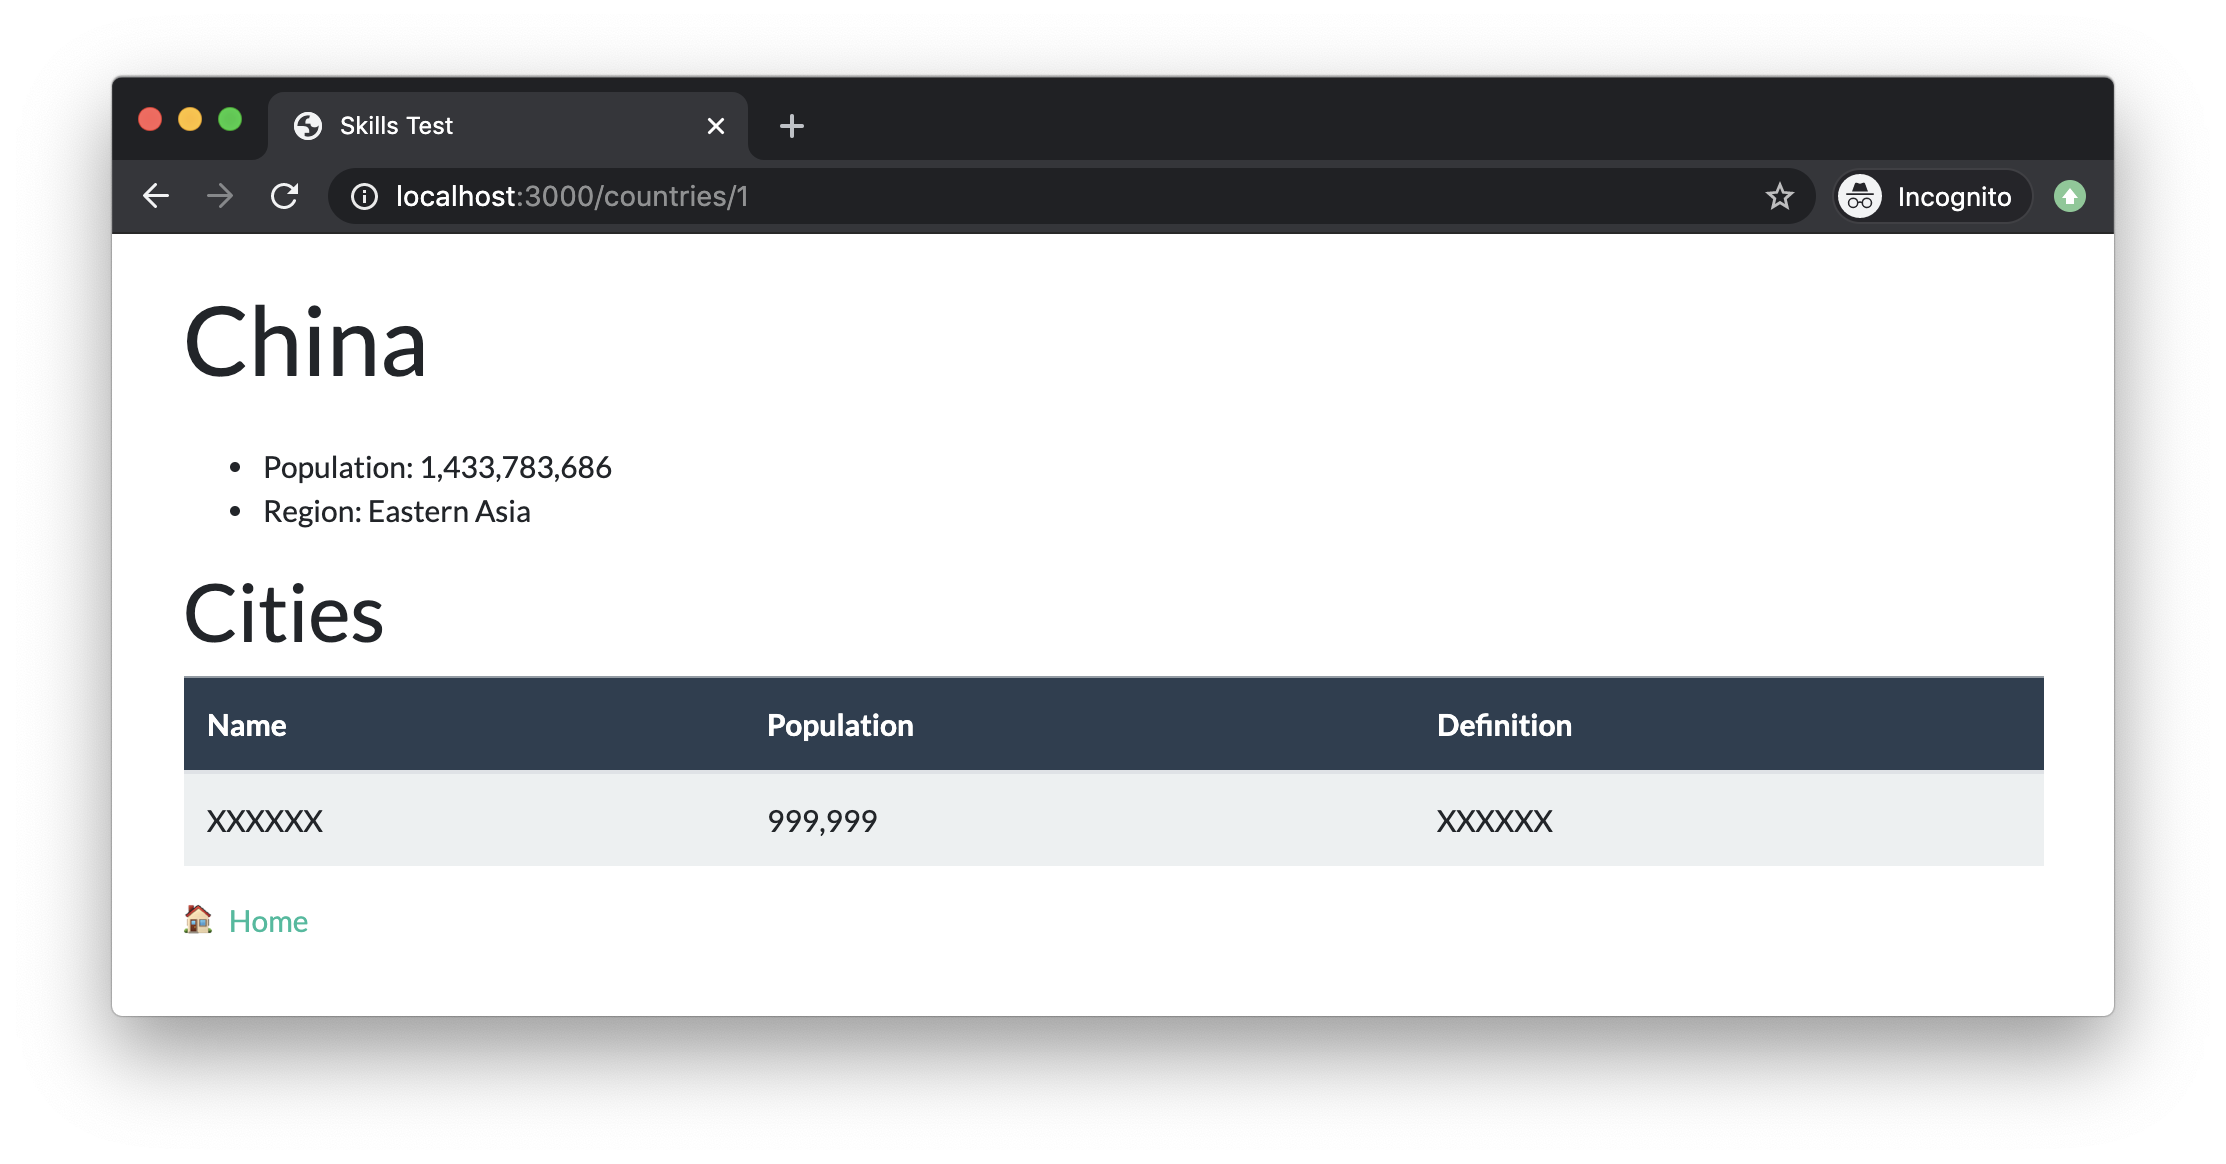 Skills Test
localhost:3000/countries/1
Incognito
China
Population: 1,433,783,686
Region: Eastern Asia
Cities
Name Population Definition
XXXXXX 999,999 XXXXXX
Home